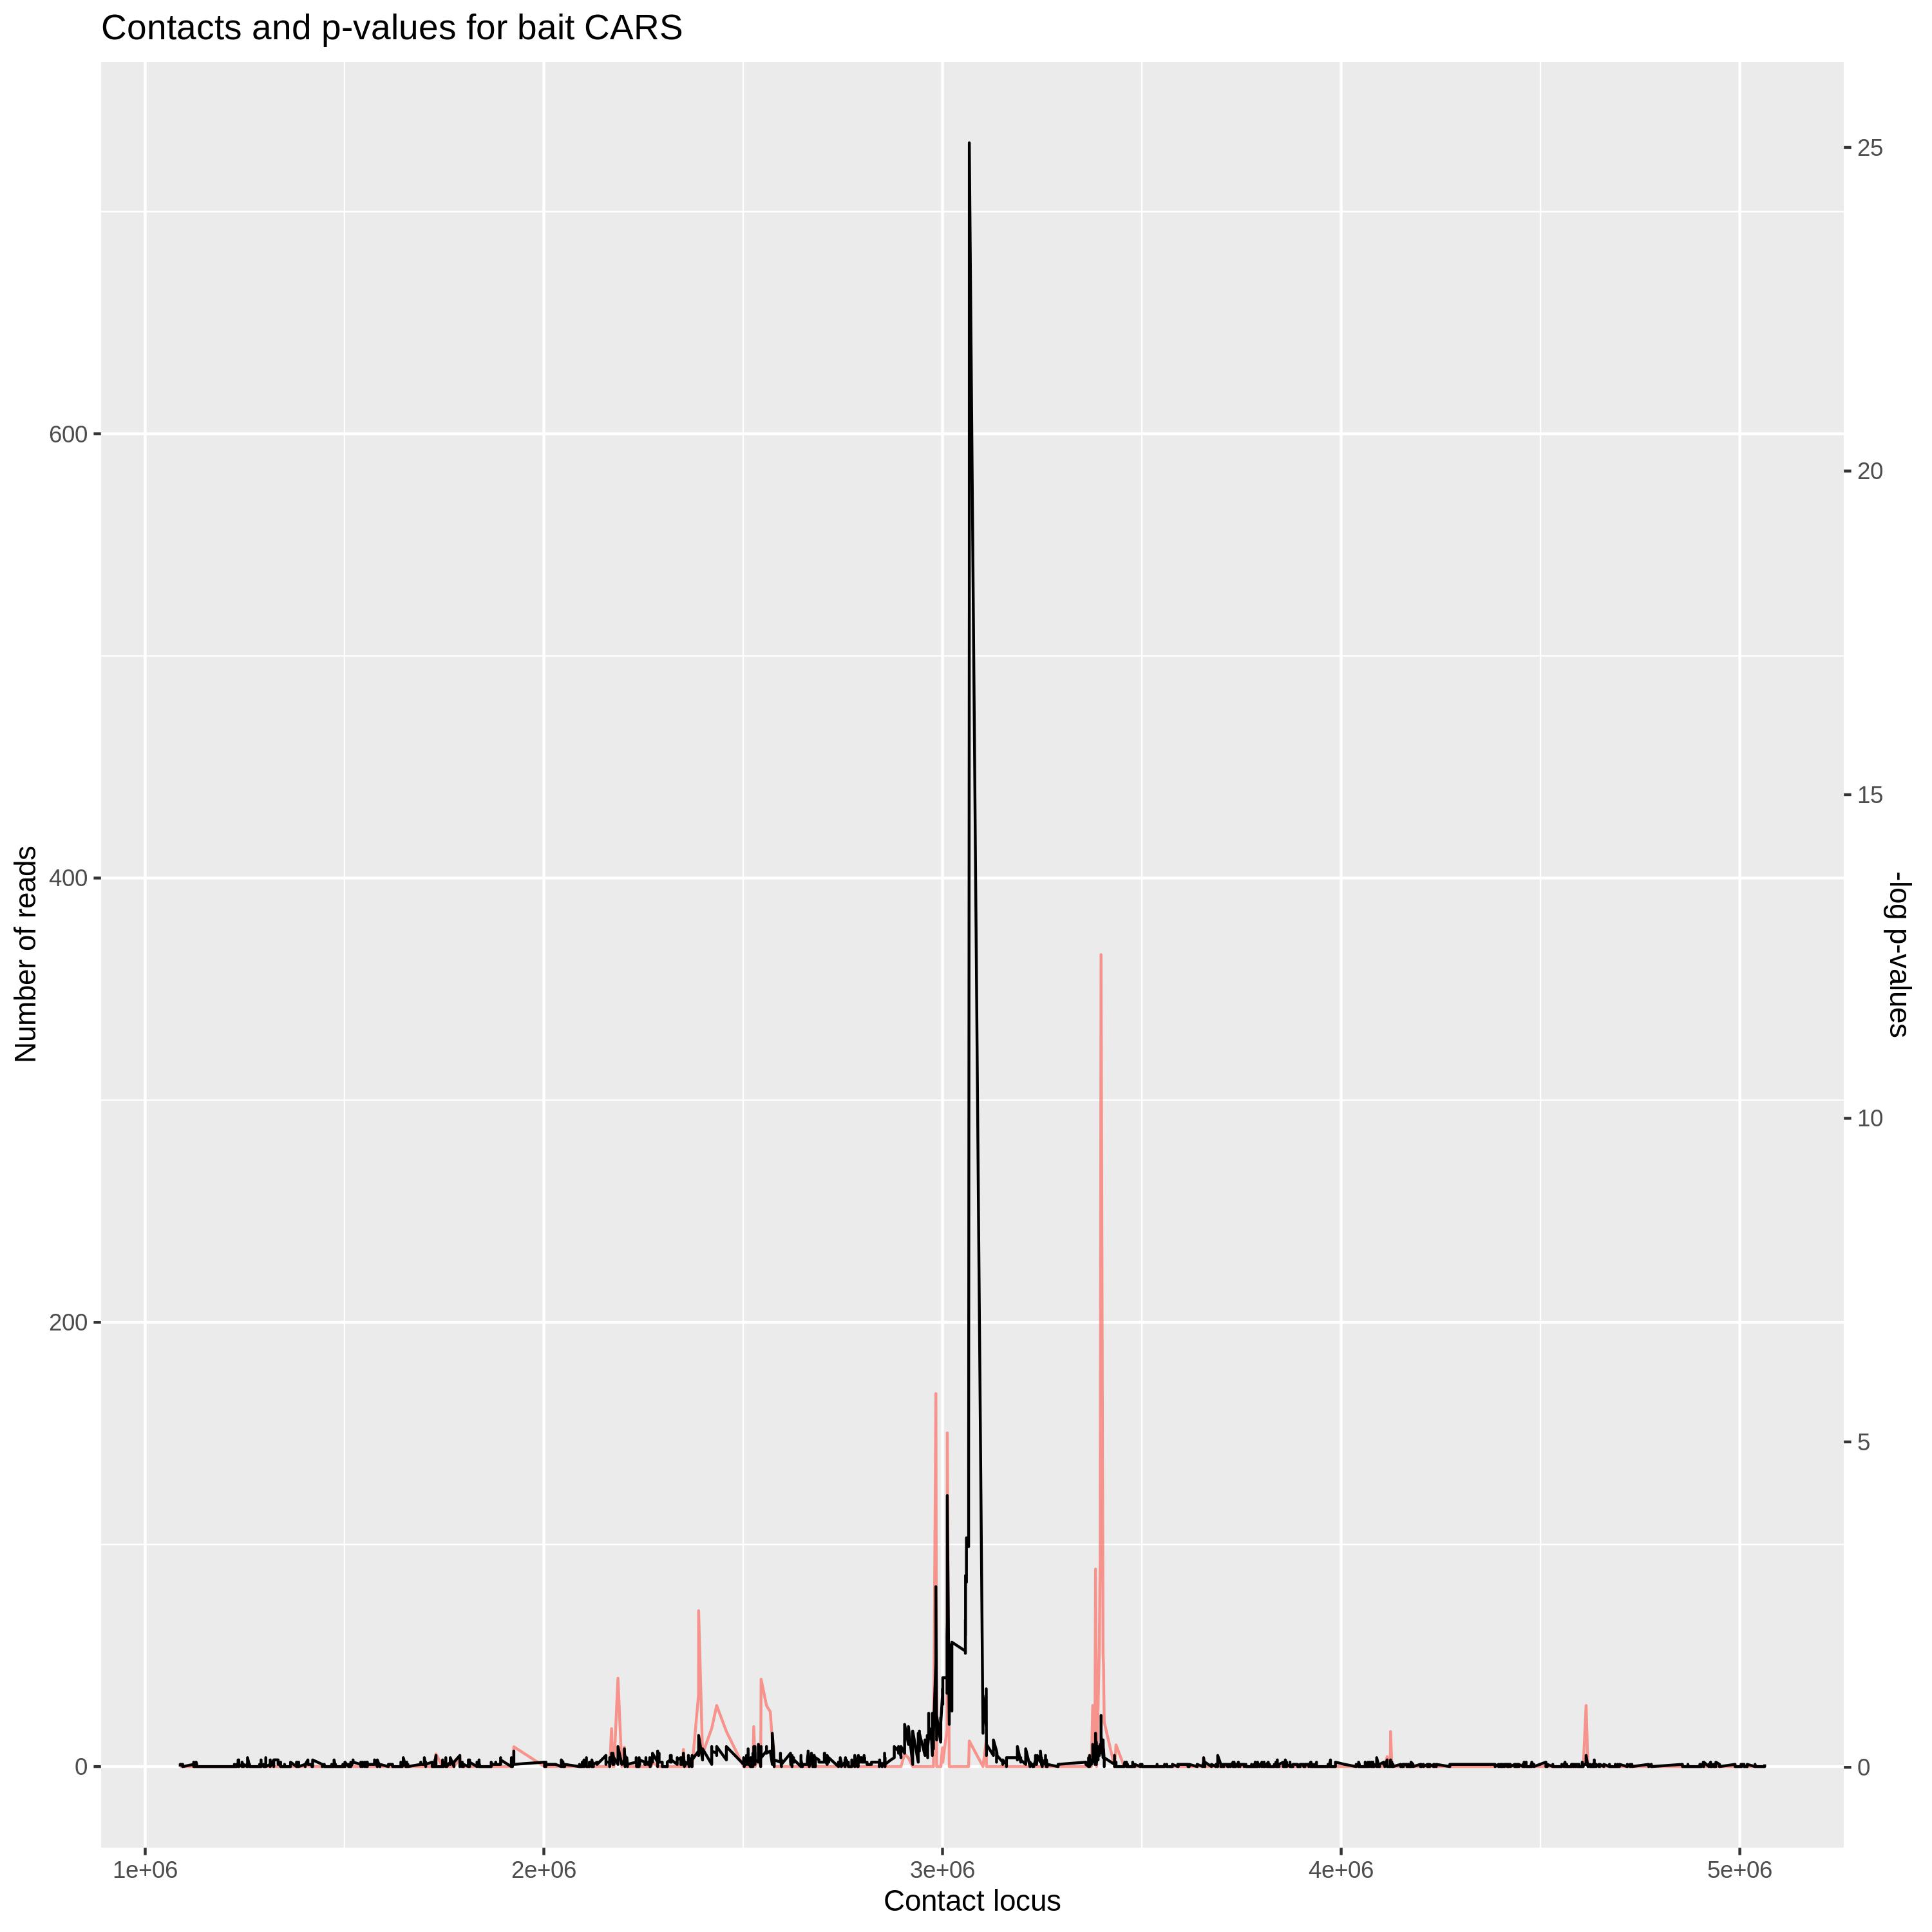 Contacts and p-values for bait CARS
Number of reads
600
400
200
0
25
20
15
10
5
0
-log p-values
1e+06 2e+06 3e+06 4e+06 5e+06
Contact locus